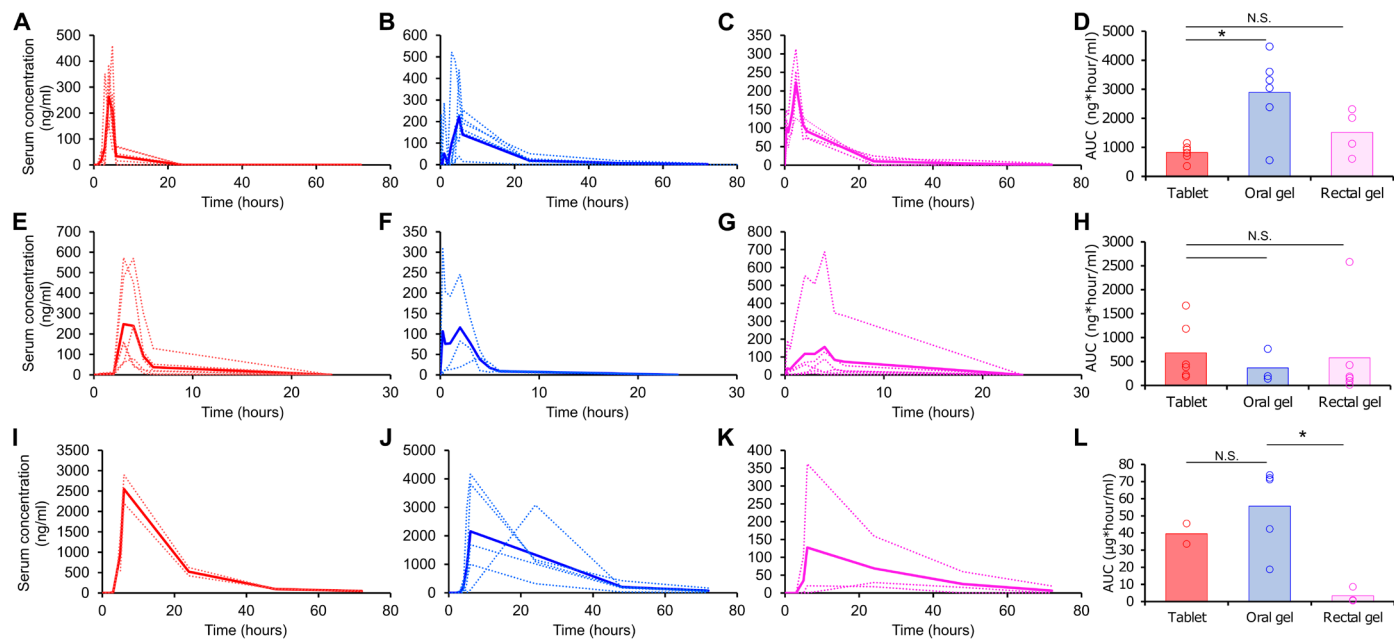 A
Serum concentration
(ng/ml)
600
500
400
300
200
100
0
0 20 40 60 80
Time (hours)
B
600
500
400
300
200
100
0
0 20 40 60 80
Time (hours)
C
350
300
250
200
150
100
50
0
0 20 40 60 80
Time (hours)
D
N.S.
*
AUC (ng*hour/ml)
5000
4000
3000
2000
1000
0
Tablet Oral gel Rectal gel
E
Serum concentration
(ng/ml)
700
600
500
400
300
200
100
0
0 10 20 30
Time (hours)
F
350
300
250
200
150
100
50
0
0 10 20 30
Time (hours)
G
800
700
600
500
400
300
200
100
0
0 10 20 30
Time (hours)
H
N.S.
AUC (ng*hour/ml)
3000
2500
2000
1500
1000
500
0
Tablet Oral gel Rectal gel
I
Serum concentration
(ng/ml)
3500
3000
2500
2000
1500
1000
500
0
0 20 40 60 80
Time (hours)
J
5000
4000
3000
2000
1000
0
0 20 40 60 80
Time (hours)
K
400
350
300
250
200
150
100
50
0
0 20 40 60 80
Time (hours)
L
N.S.
*
AUC (µg*hour/ml)
80
70
60
50
40
30
20
10
0
Tablet Oral gel Rectal gel